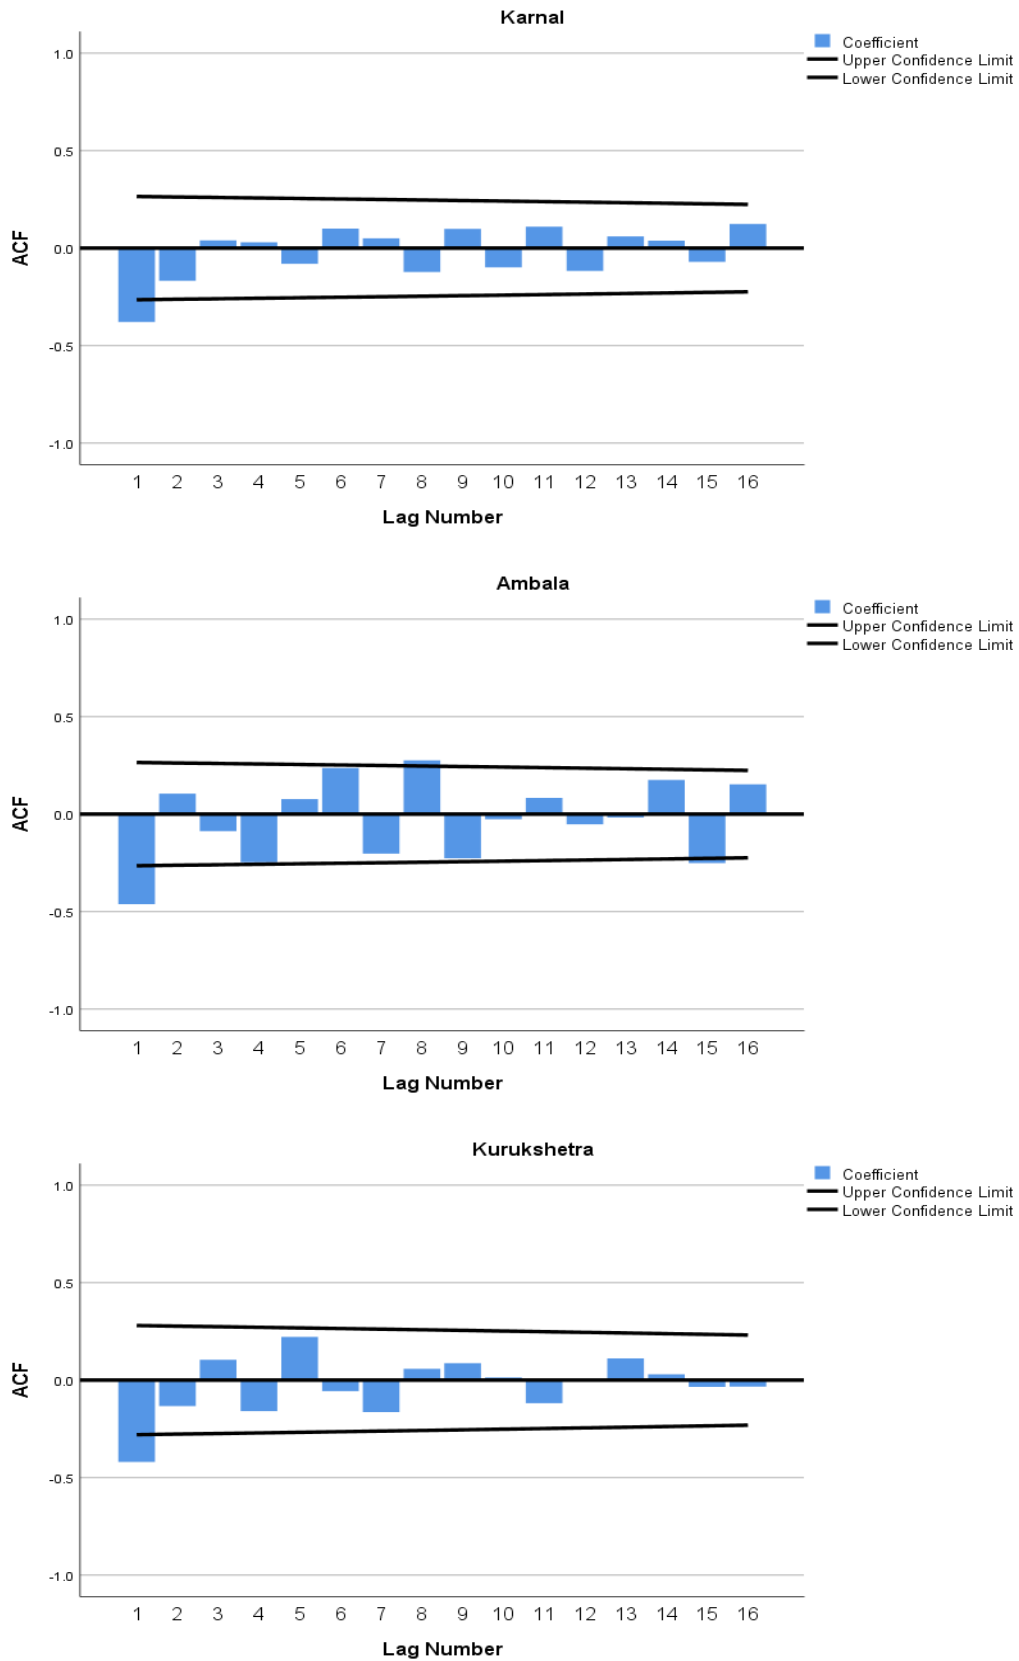 Karnal
Coefficient
Upper Confidence Limit
Lower Confidence Limit
1.0
0.5
0.0
-0.5
-1.0
ACF
1 2 3 4 5 6 7 8 9 10 11 12 13 14 15 16
Lag Number
Ambala
Coefficient
Upper Confidence Limit
Lower Confidence Limit
1.0
0.5
0.0
-0.5
-1.0
ACF
1 2 3 4 5 6 7 8 9 10 11 12 13 14 15 16
Lag Number
Kurukshetra
Coefficient
Upper Confidence Limit
Lower Confidence Limit
1.0
0.5
0.0
-0.5
-1.0
ACF
1 2 3 4 5 6 7 8 9 10 11 12 13 14 15 16
Lag Number